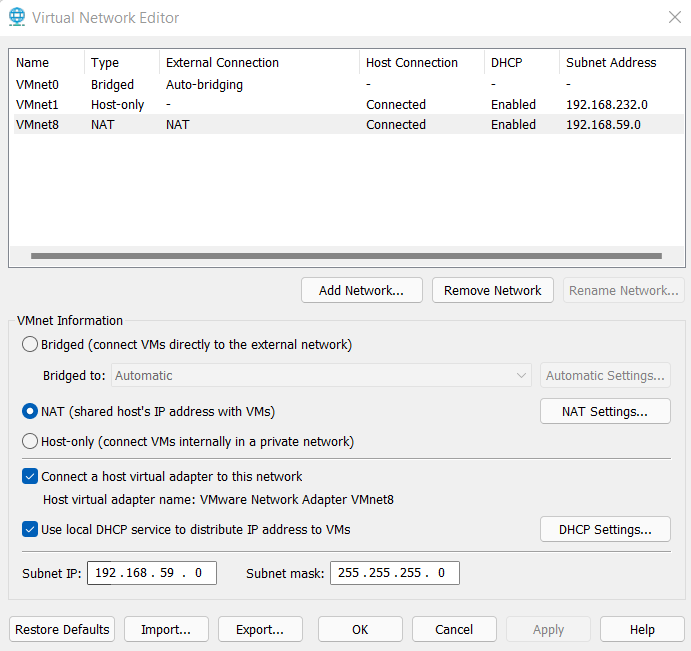 Virtual Network Editor
Name Type External Connection Host Connection DHCP Subnet Address
VMnet0 Bridged Auto-bridging - - -
VMnet1 Host-only - Connected Enabled 192.168.232.0
VMnet8 NAT NAT Connected Enabled 192.168.59.0
Add Network... Remove Network Rename Network...
VMnet Information
Bridged (connect VMs directly to the external network)
Bridged to: Automatic Automatic Settings...
NAT (shared host's IP address with VMs) NAT Settings...
Host-only (connect VMs internally in a private network)
Connect a host virtual adapter to this network
Host virtual adapter name: VMware Network Adapter VMnet8
Use local DHCP service to distribute IP address to VMs DHCP Settings...
Subnet IP: 192 . 168 . 59 . 0 Subnet mask: 255 . 255 . 255 . 0
Restore Defaults Import... Export... OK Cancel Apply Help